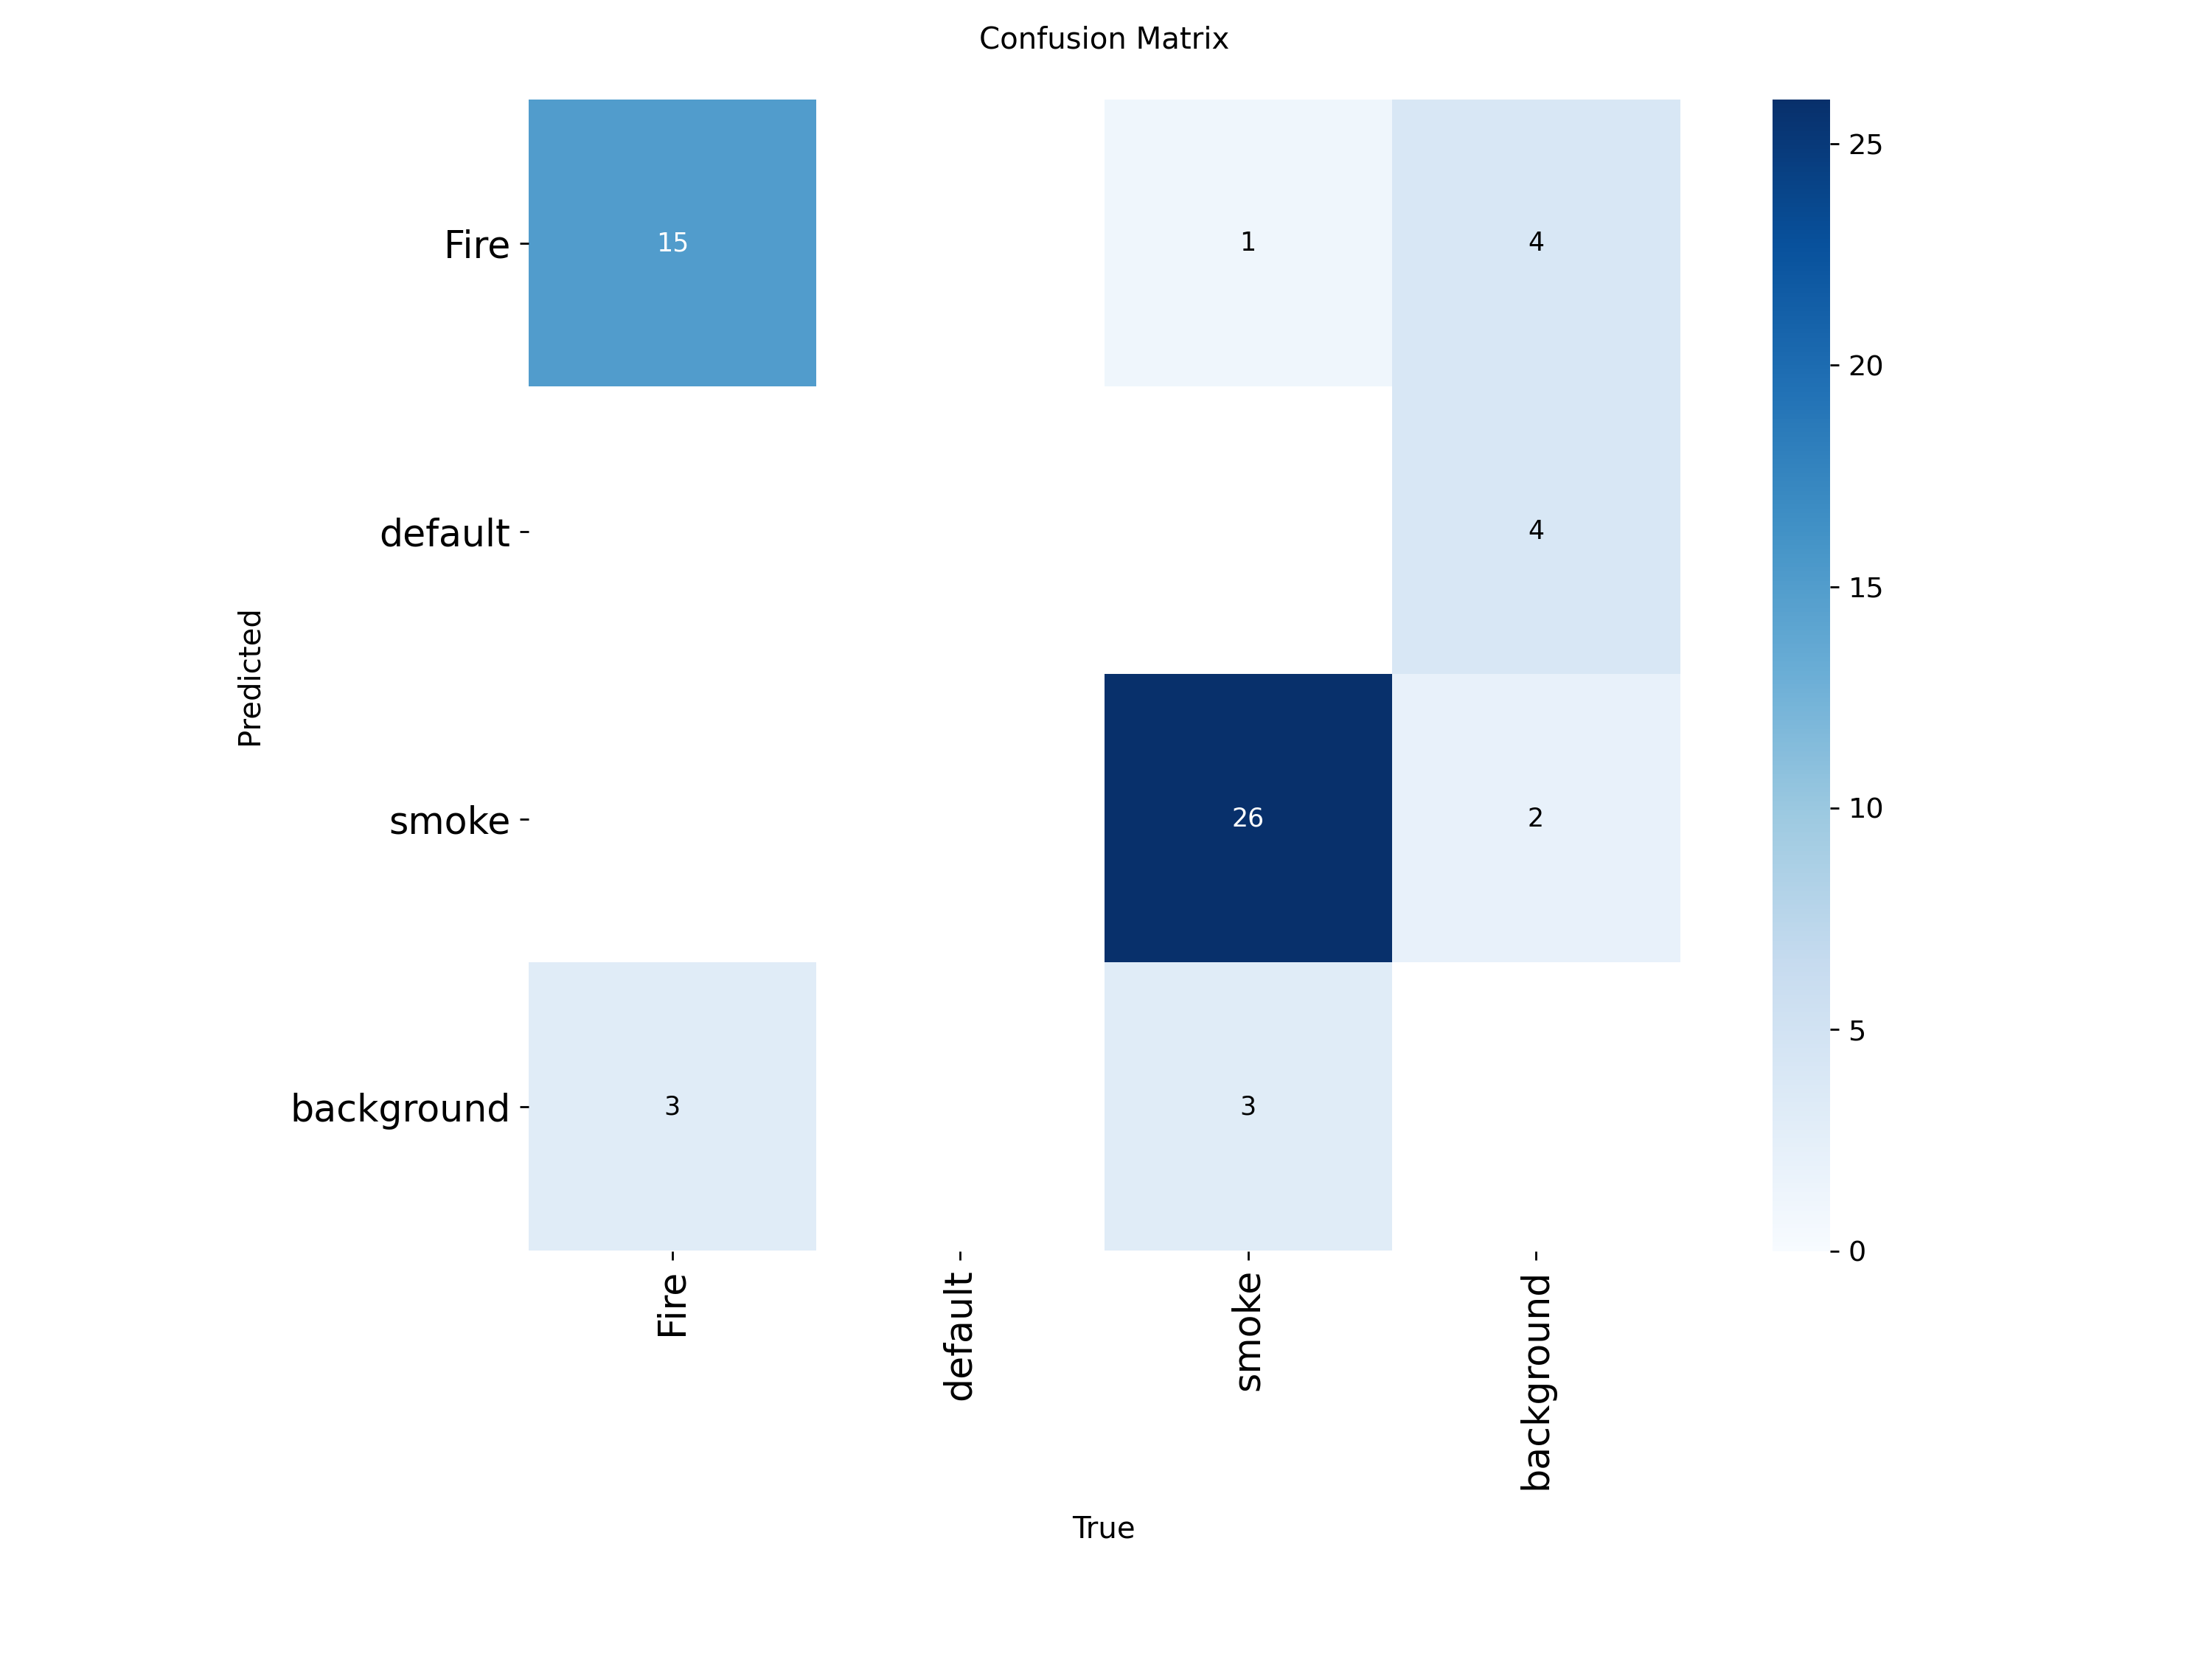 Confusion Matrix
Fire
15
1
4
25
20
default
4
15
Predicted
smoke
26
2
10
5
background
3
3
0
Fire
default
smoke
background
True